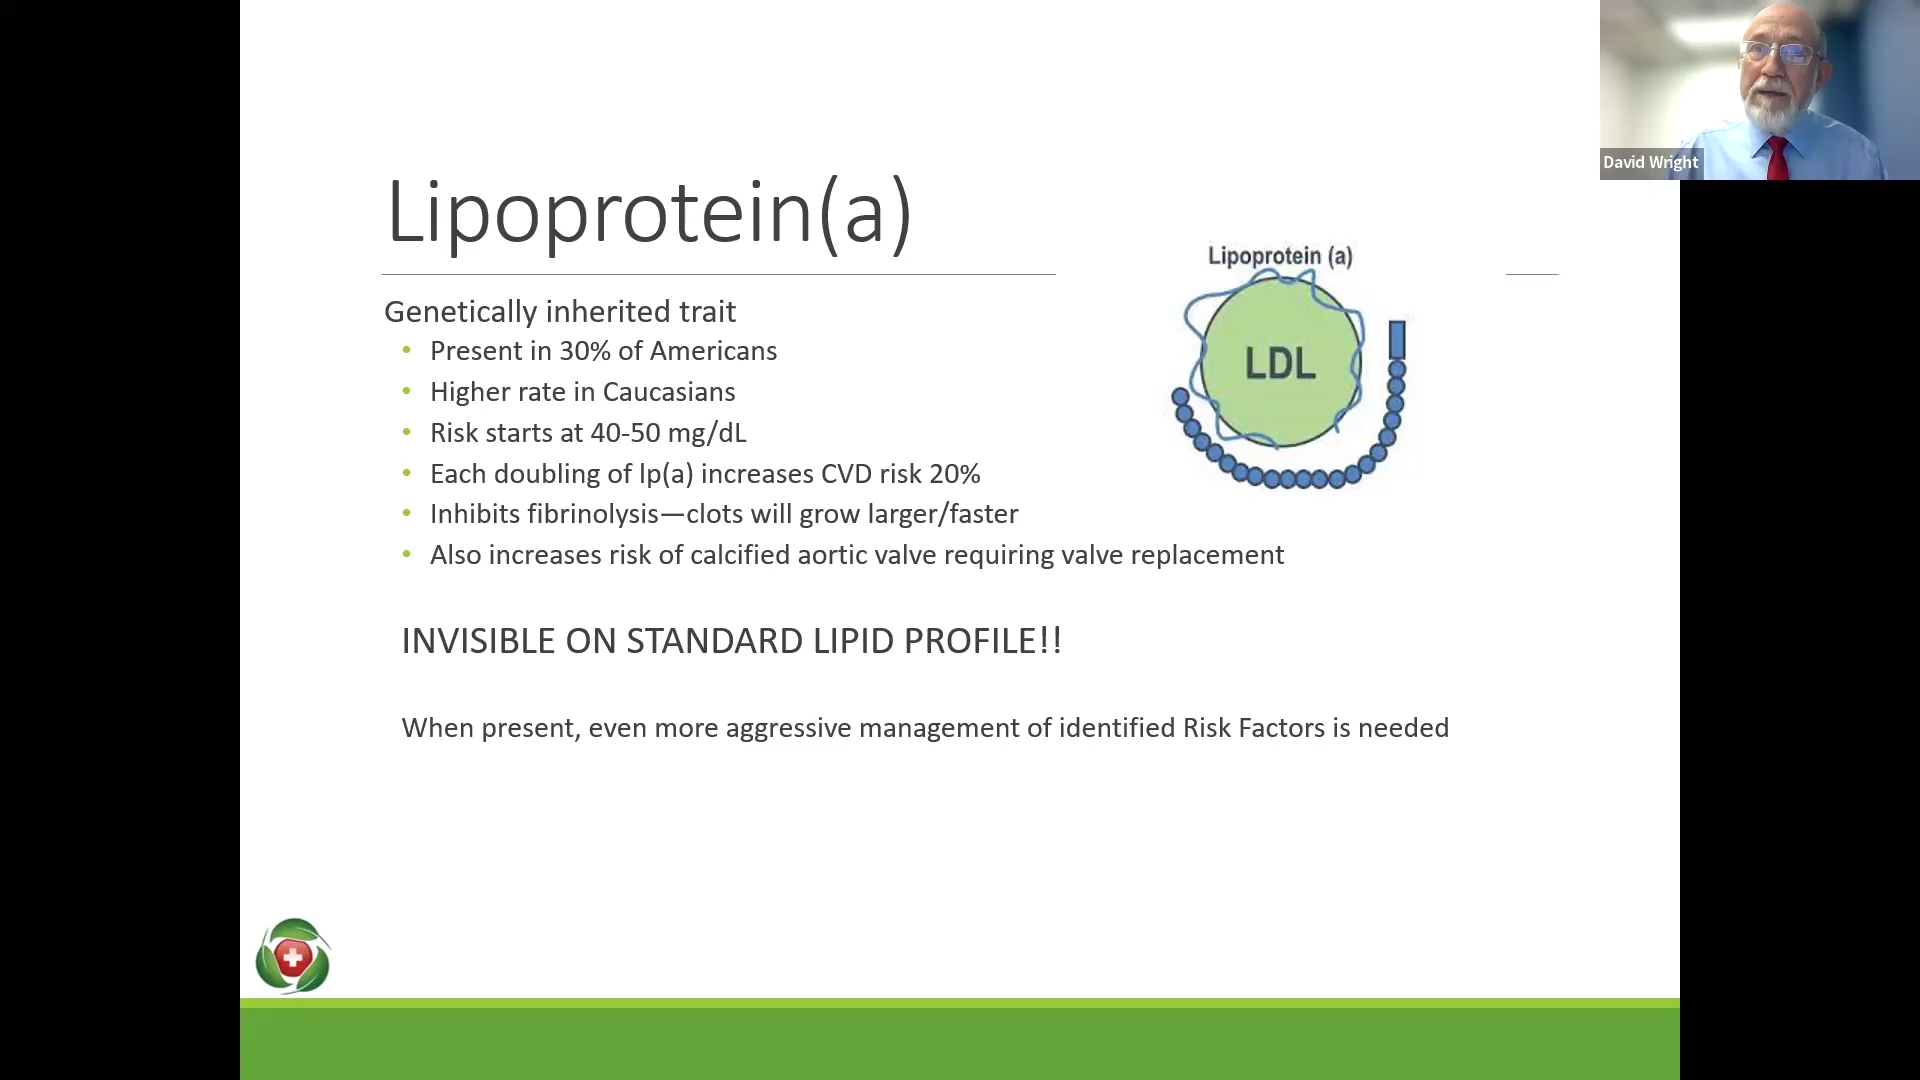 David Wright
Lipoprotein(a)
Lipoprotein (a)
LDL
Genetically inherited trait
• Present in 30% of Americans
• Higher rate in Caucasians
• Risk starts at 40-50 mg/dL
• Each doubling of lp(a) increases CVD risk 20%
• Inhibits fibrinolysis—clots will grow larger/faster
• Also increases risk of calcified aortic valve requiring valve replacement
INVISIBLE ON STANDARD LIPID PROFILE!!
When present, even more aggressive management of identified Risk Factors is needed